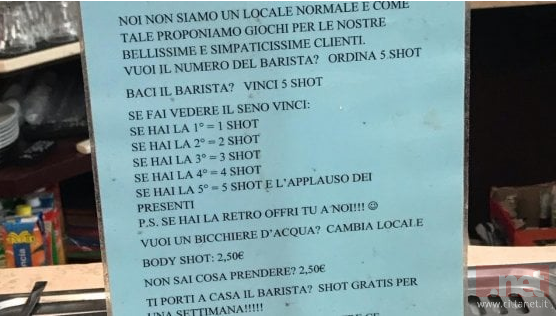 NOI NON SIAMO UN LOCALE NORMALE E COME
TALE PROPONIAMO GIOCHI PER LE NOSTRE
BELLISSIME E SIMPATICISSIME CLIENTI.
VUOI IL NUMERO DEL BARISTA? ORDINA 5 SHOT
BACI IL BARISTA? VINCI 5 SHOT
SE FAI VEDERE IL SENO VINCI:
SE HAI LA 1° = 1 SHOT
SE HAI LA 2° = 2 SHOT
SE HAI LA 3° = 3 SHOT
SE HAI LA 4° = 4 SHOT
SE HAI LA 5° = 5 SHOT E L'APPLAUSO DEI
PRESENTI
P.S. SE HAI LA RETRO OFFRI TU A NOI!!! ☺
VUOI UN BICCHIERE D'ACQUA? CAMBIA LOCALE
BODY SHOT: 2,50€
NON SAI COSA PRENDERE? 2,50€
TI PORTI A CASA IL BARISTA? SHOT GRATIS PER
UNA SETTIMANA!!!!!